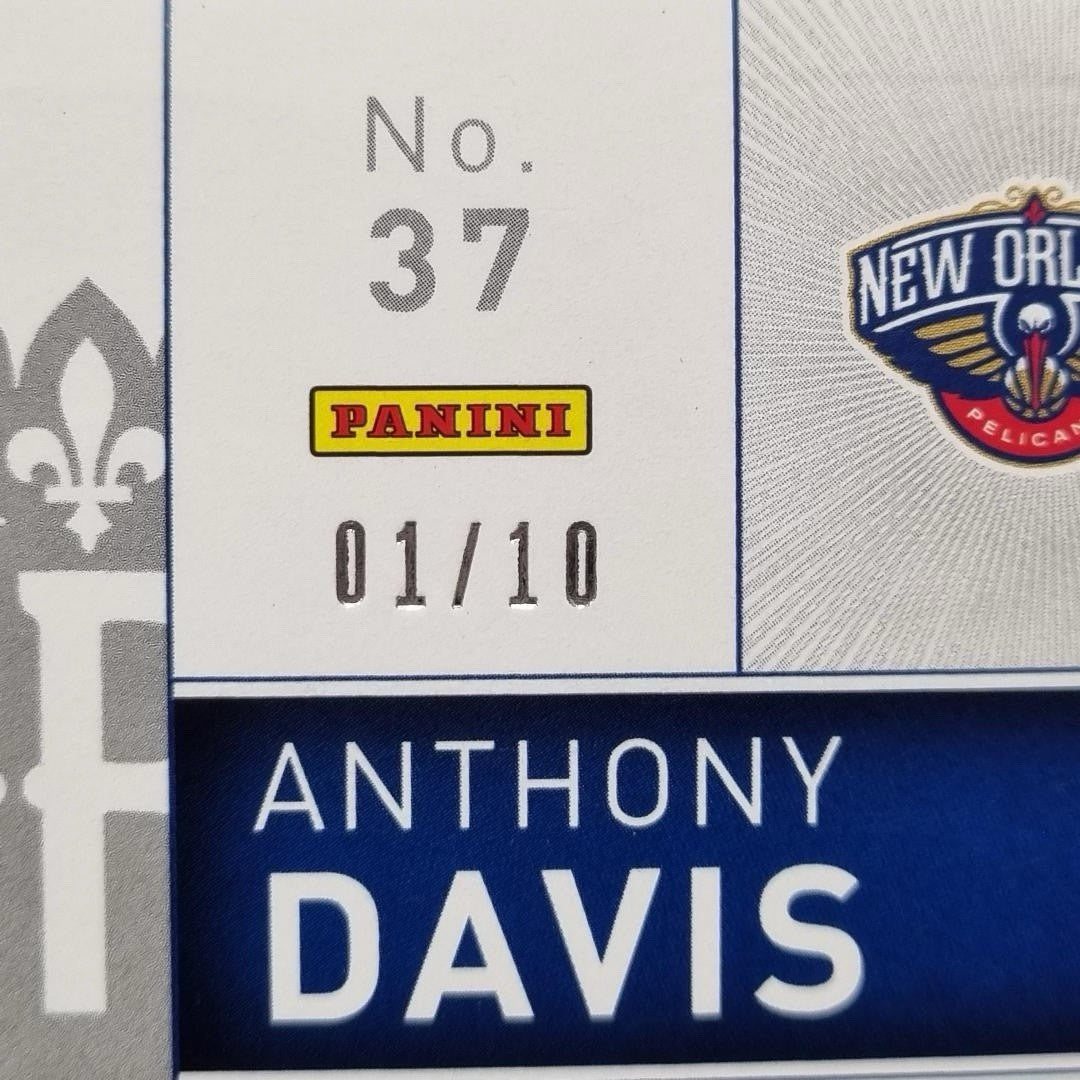 No.
37
PANINI
01/10
NEW ORL
PELICAN
ANTHONY
DAVIS